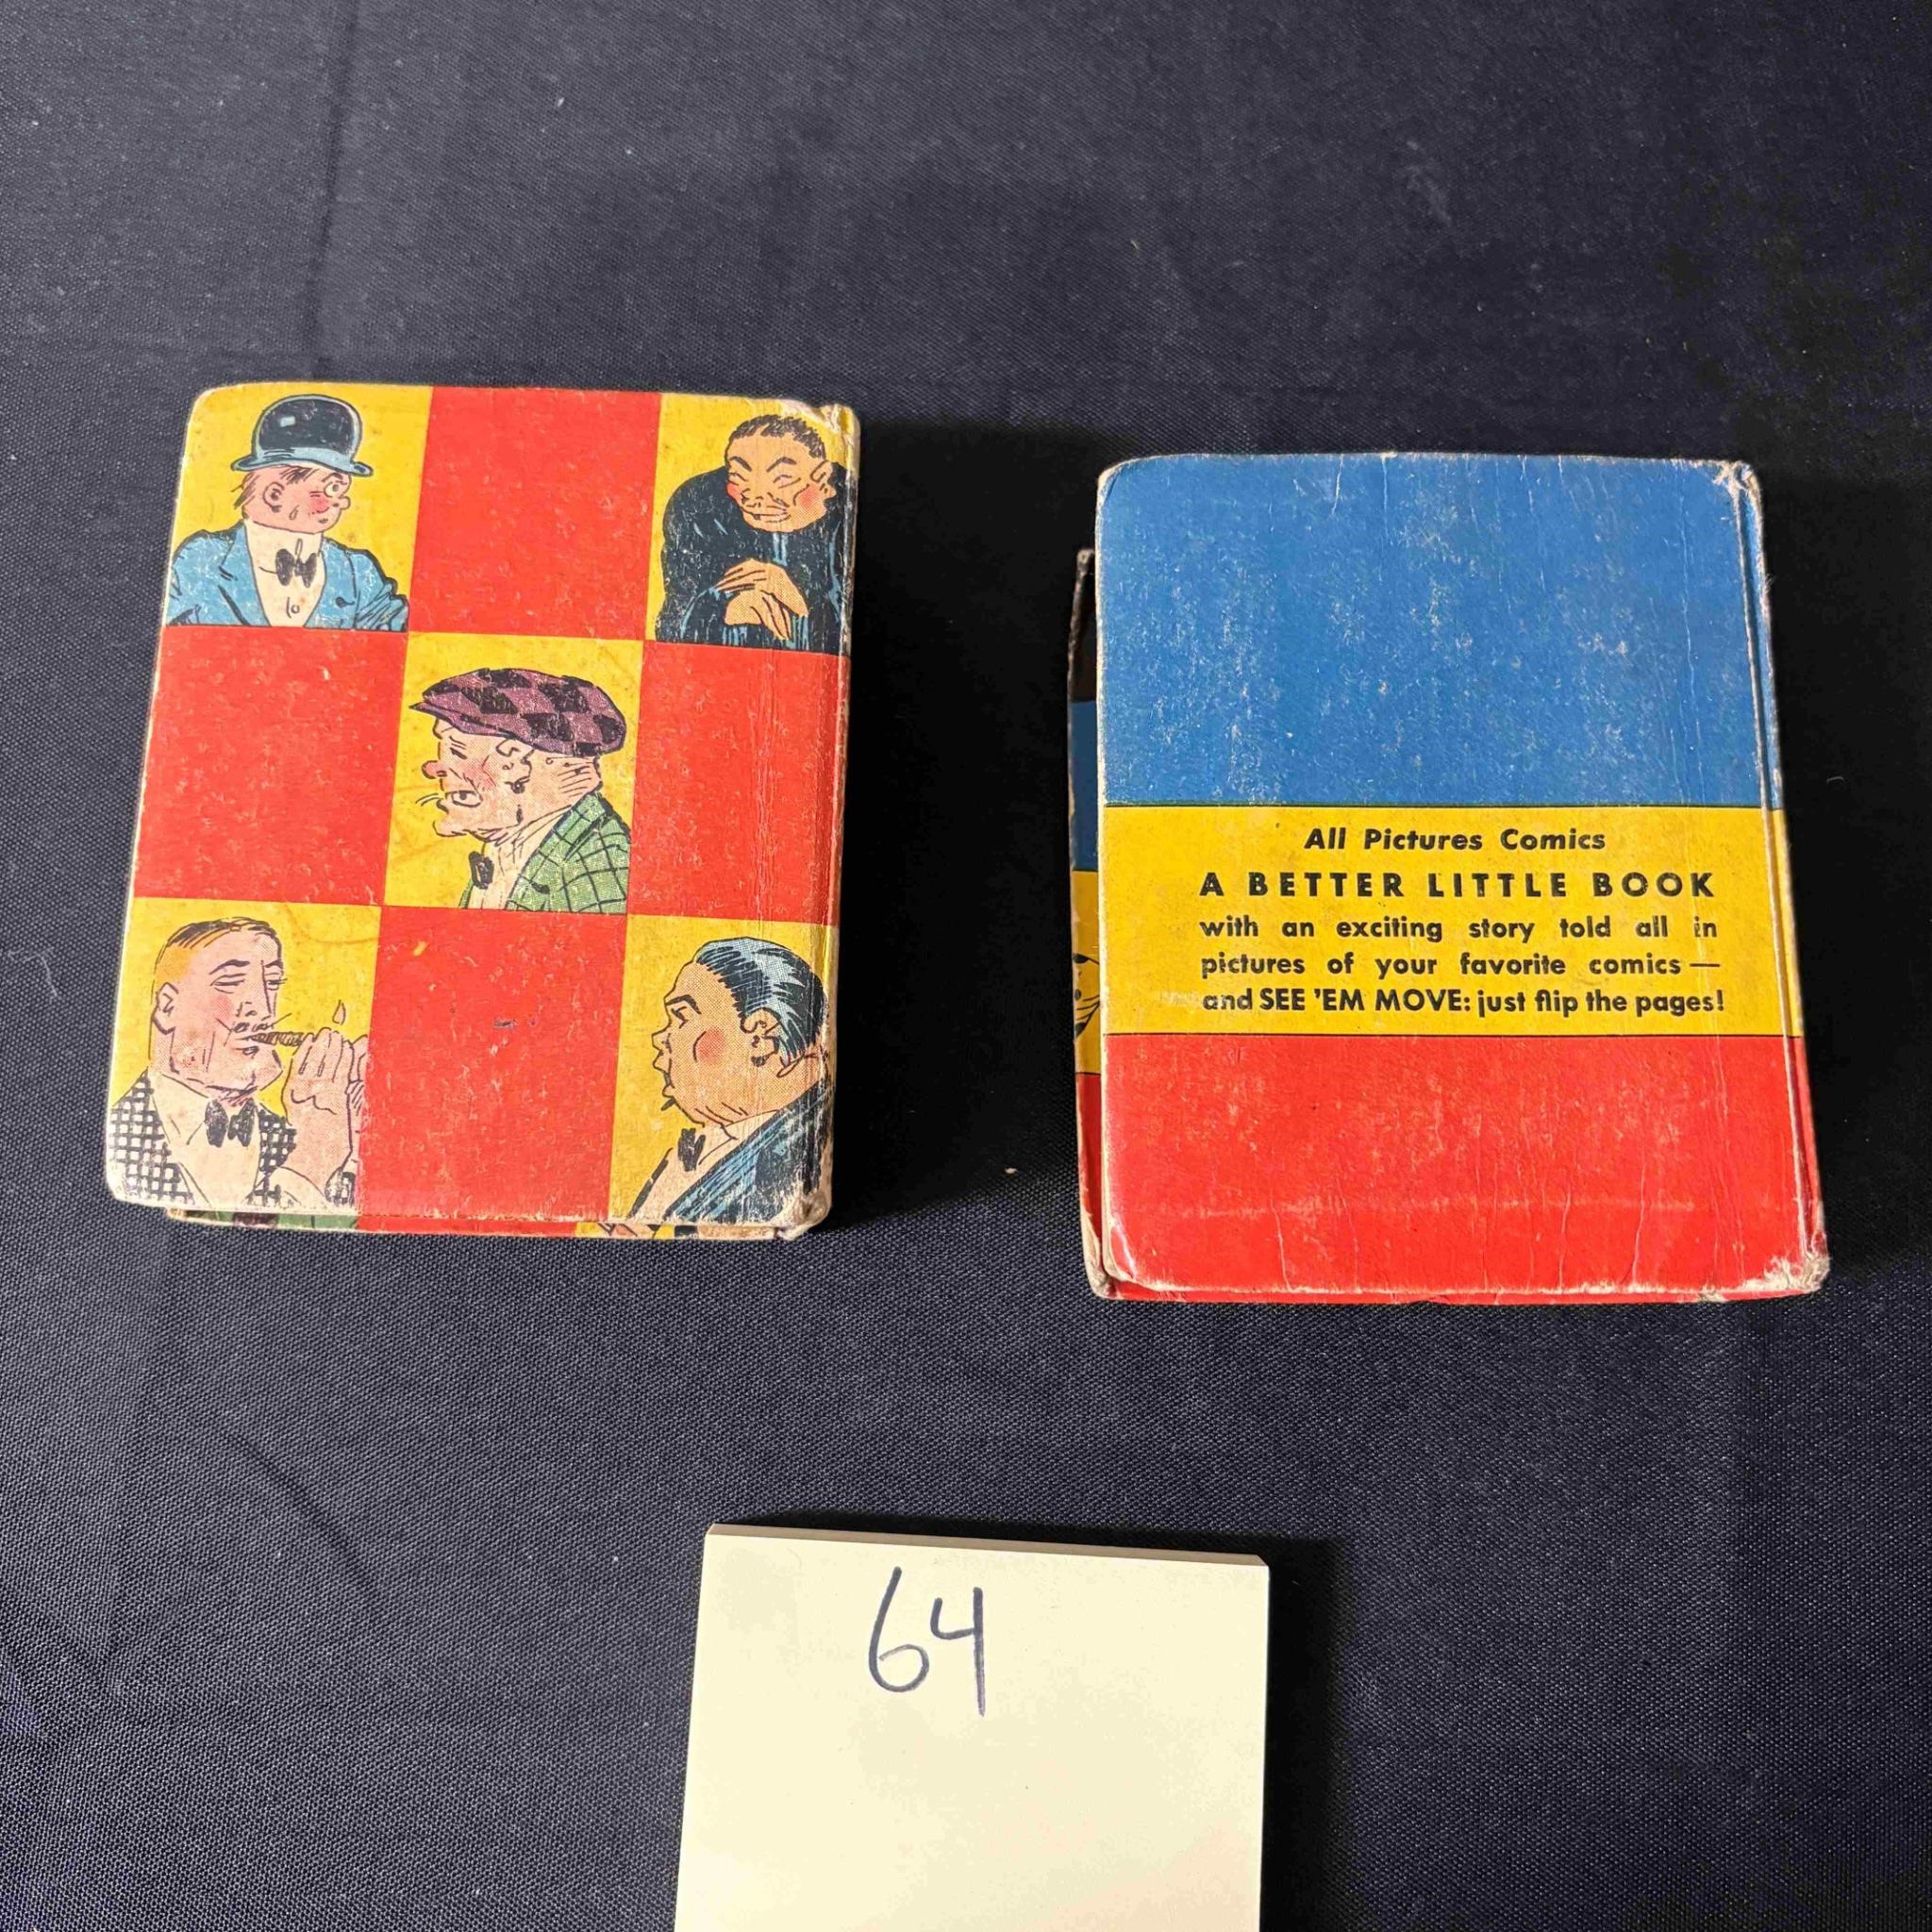 All Pictures Comics
A BETTER LITTLE BOOK
with an exciting story told all in
pictures of your favorite comics —
and SEE 'EM MOVE: just flip the pages!
64